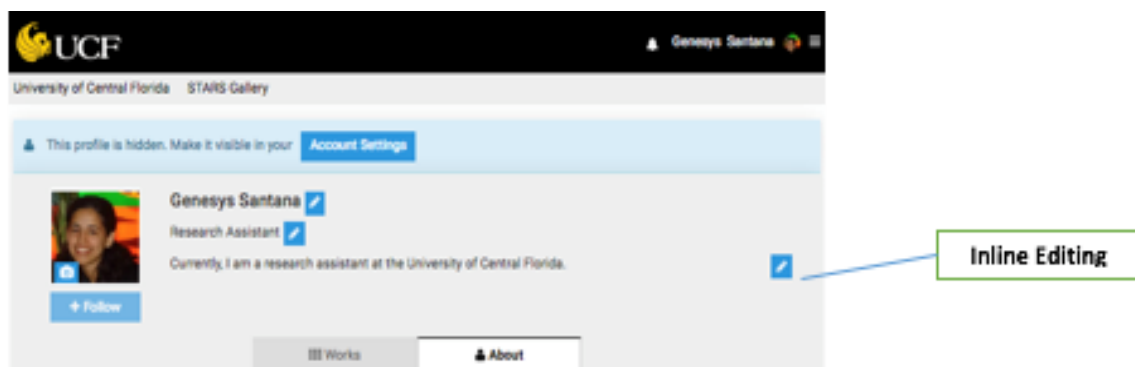 UCF
Genesys Santana
University of Central Florida STARS Gallery
This profile is hidden. Make it visible in your Account Settings
Genesys Santana
Research Assistant
Currently, I am a research assistant at the University of Central Florida.
Inline Editing
+ Follow
Works About